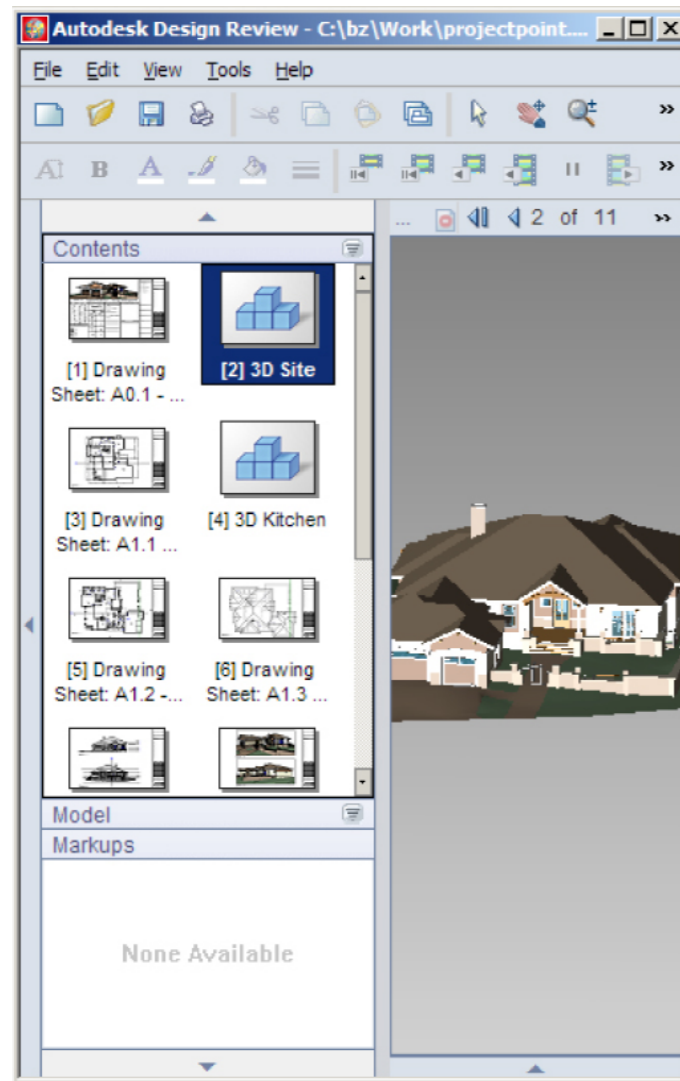 Autodesk Design Review - C:\bz\Work\projectpoint....
File Edit View Tools Help
»
A B A »
... 2 of 11 »
Contents
[1] Drawing
Sheet: A0.1 - ...
[2] 3D Site
[3] Drawing
Sheet: A1.1 ...
[4] 3D Kitchen
[5] Drawing
Sheet: A1.2 -...
[6] Drawing
Sheet: A1.3 ...
Model
Markups
None Available